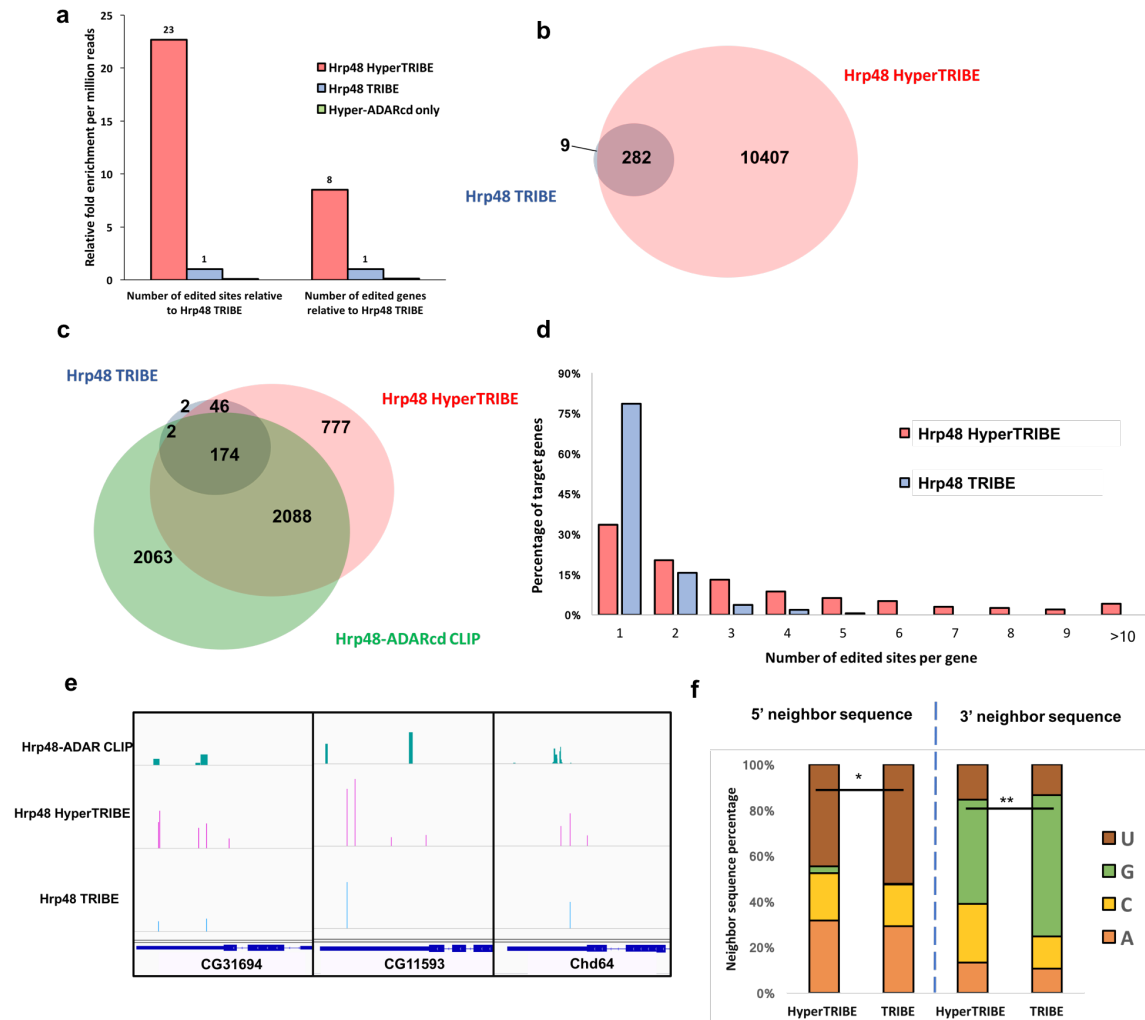 a
25
20
15
10
5
0
Relative fold enrichment per million reads
23
1
8
1
Hrp48 HyperTRIBE
Hrp48 TRIBE
Hyper-ADARcd only
Number of edited sites relative
to Hrp48 TRIBE
Number of edited genes
relative to Hrp48 TRIBE
b
Hrp48 HyperTRIBE
9
282
10407
Hrp48 TRIBE
c
Hrp48 TRIBE
2
46
Hrp48 HyperTRIBE
777
2
174
2088
2063
Hrp48-ADARcd CLIP
d
90%
75%
60%
45%
30%
15%
0%
Percentage of target genes
Hrp48 HyperTRIBE
Hrp48 TRIBE
1 2 3 4 5 6 7 8 9 >10
Number of edited sites per gene
e
Hrp48-ADAR CLIP
Hrp48 HyperTRIBE
Hrp48 TRIBE
CG31694 CG11593 Chd64
f
5’ neighbor sequence
3’ neighbor sequence
100%
80%
60%
40%
20%
0%
Neighbor sequence percentage
*
**
U
G
C
A
HyperTRIBE TRIBE HyperTRIBE TRIBE